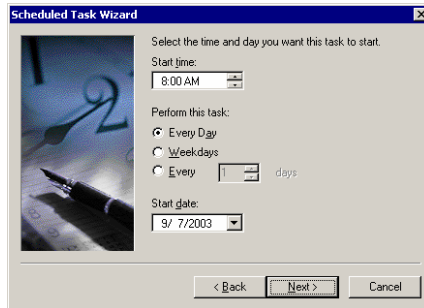 Scheduled Task Wizard
Select the time and day you want this task to start.
Start time:
8:00 AM
Perform this task:
Every Day
Weekdays
Every 1 days
Start date:
9/ 7/2003
< Back Next > Cancel